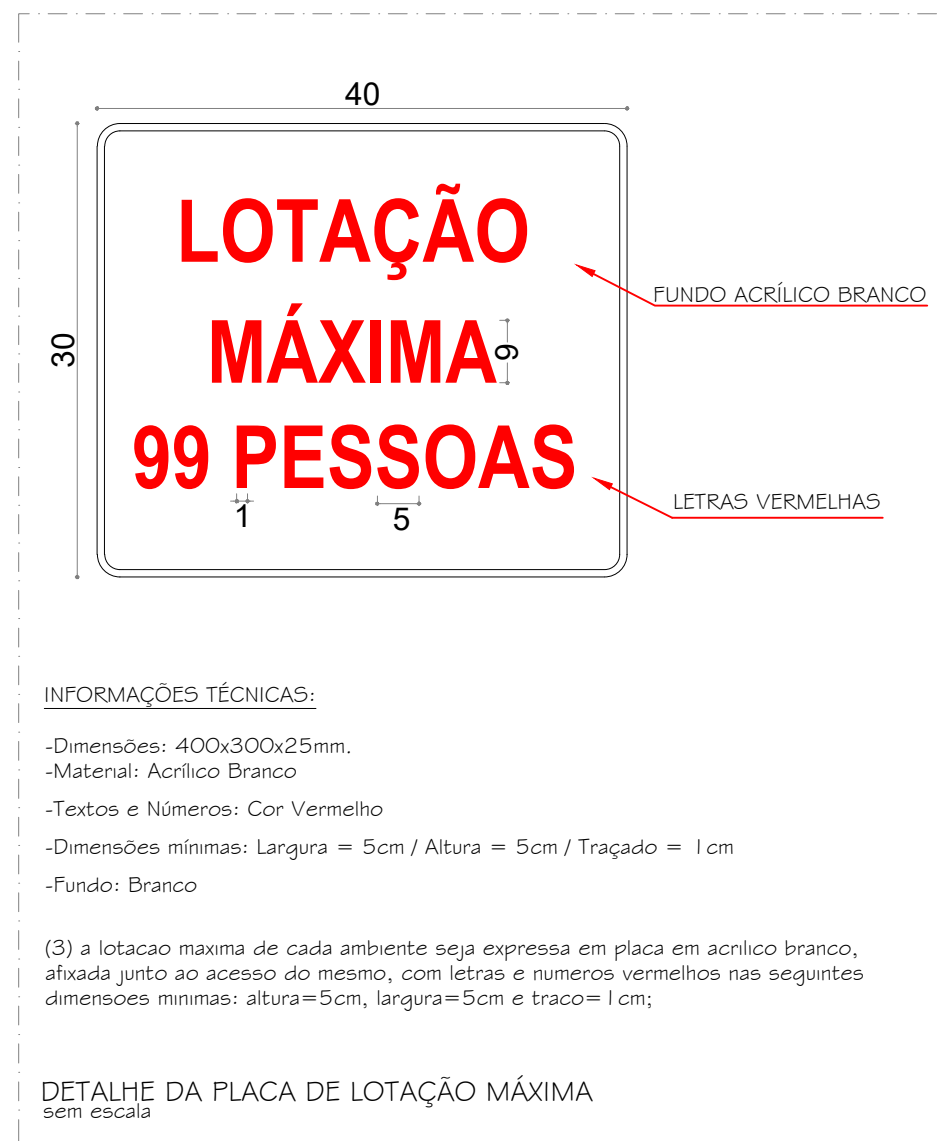 40
LOTAÇÃO
FUNDO ACRÍLICO BRANCO
30
MÁXIMA
6
99 PESSOAS
LETRAS VERMELHAS
1
5
INFORMAÇÕES TÉCNICAS:
-Dimensões: 400x300x25mm.
-Material: Acrílico Branco
-Textos e Números: Cor Vermelho
-Dimensões mínimas: Largura = 5cm / Altura = 5cm / Traçado = 1cm
-Fundo: Branco
(3) a lotacao maxima de cada ambiente seja expressa em placa em acrilico branco,
afixada junto ao acesso do mesmo, com letras e numeros vermelhos nas seguintes
dimensoes minimas: altura=5cm, largura=5cm e traco=1cm;
DETALHE DA PLACA DE LOTAÇÃO MÁXIMA
sem escala